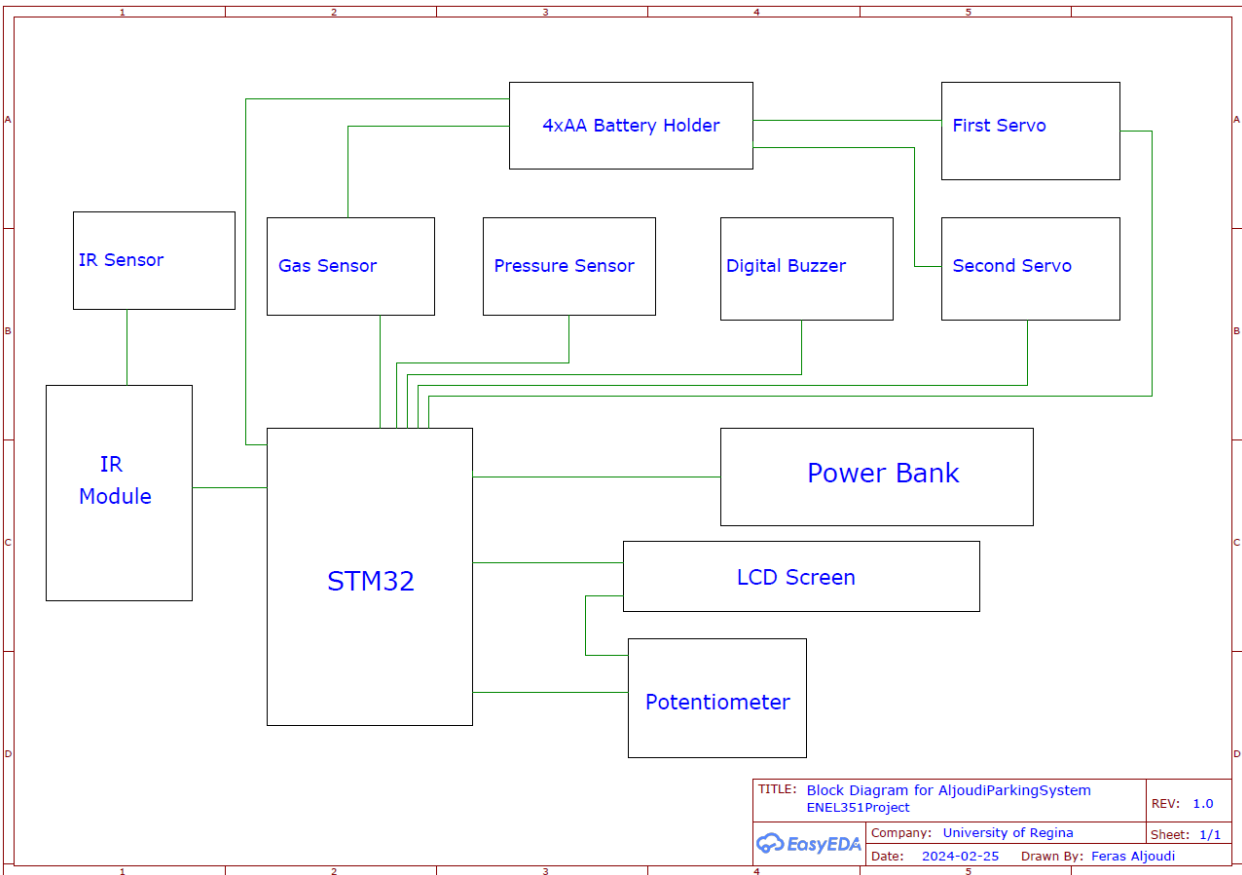 1 2 3 4 5
A A
4xAA Battery Holder
First Servo
IR Sensor
Gas Sensor
Pressure Sensor
Digital Buzzer
Second Servo
B B
IR
Module
Power Bank
STM32
LCD Screen
C C
Potentiometer
D D
TITLE: Block Diagram for AljoudiParkingSystem
ENEL351Project
REV: 1.0
EasyEDA
Company: University of Regina
Sheet: 1/1
Date: 2024-02-25 Drawn By: Feras Aljoudi
1 2 3 4 5